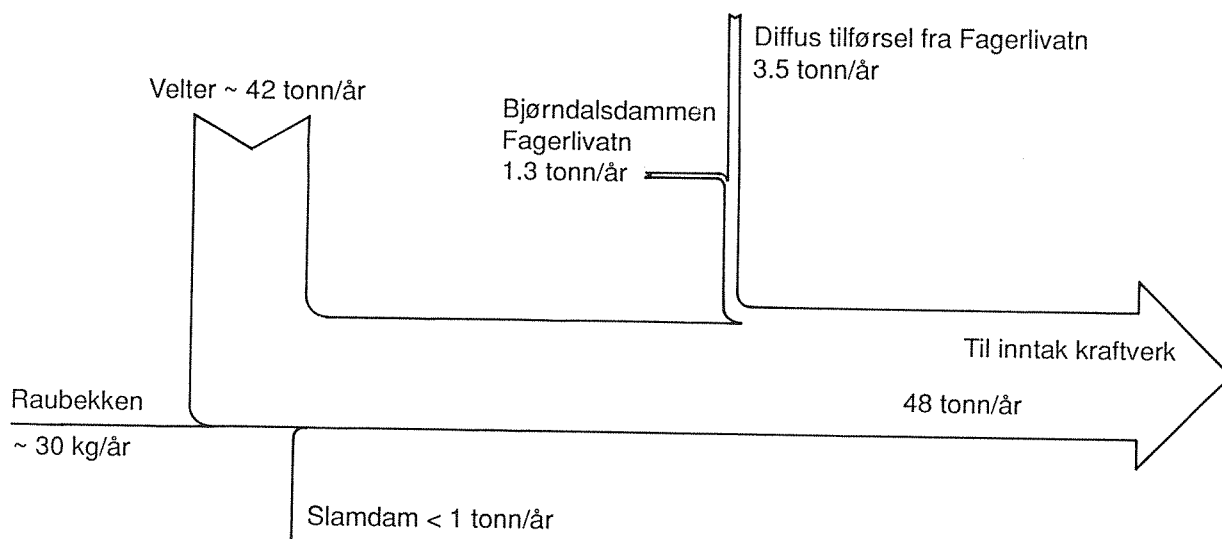 Diffus tilførsel fra Fagerlivatn
3.5 tonn/år
Velter ~ 42 tonn/år
Bjørndalsdammen
Fagerlivatn
1.3 tonn/år
Til inntak kraftverk
48 tonn/år
Raubekken
~ 30 kg/år
Slamdam < 1 tonn/år